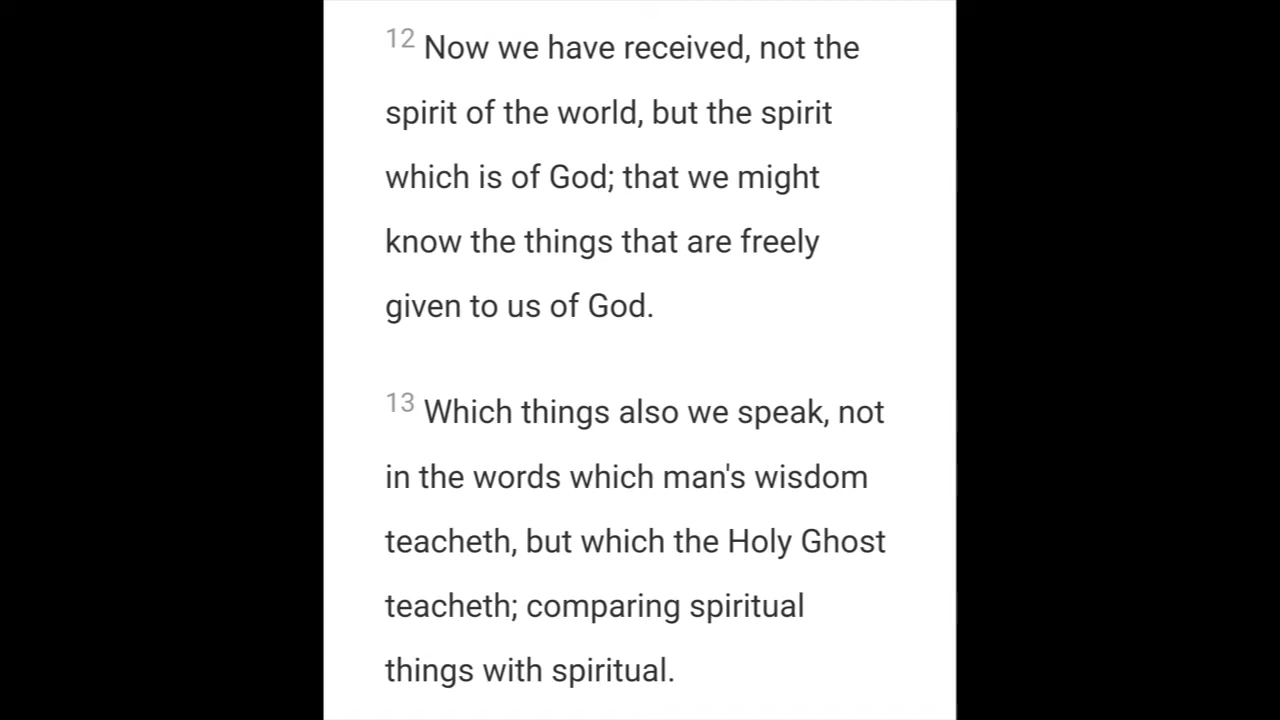 12 Now we have received, not the
spirit of the world, but the spirit
which is of God; that we might
know the things that are freely
given to us of God.
13 Which things also we speak, not
in the words which man's wisdom
teacheth, but which the Holy Ghost
teacheth; comparing spiritual
things with spiritual.